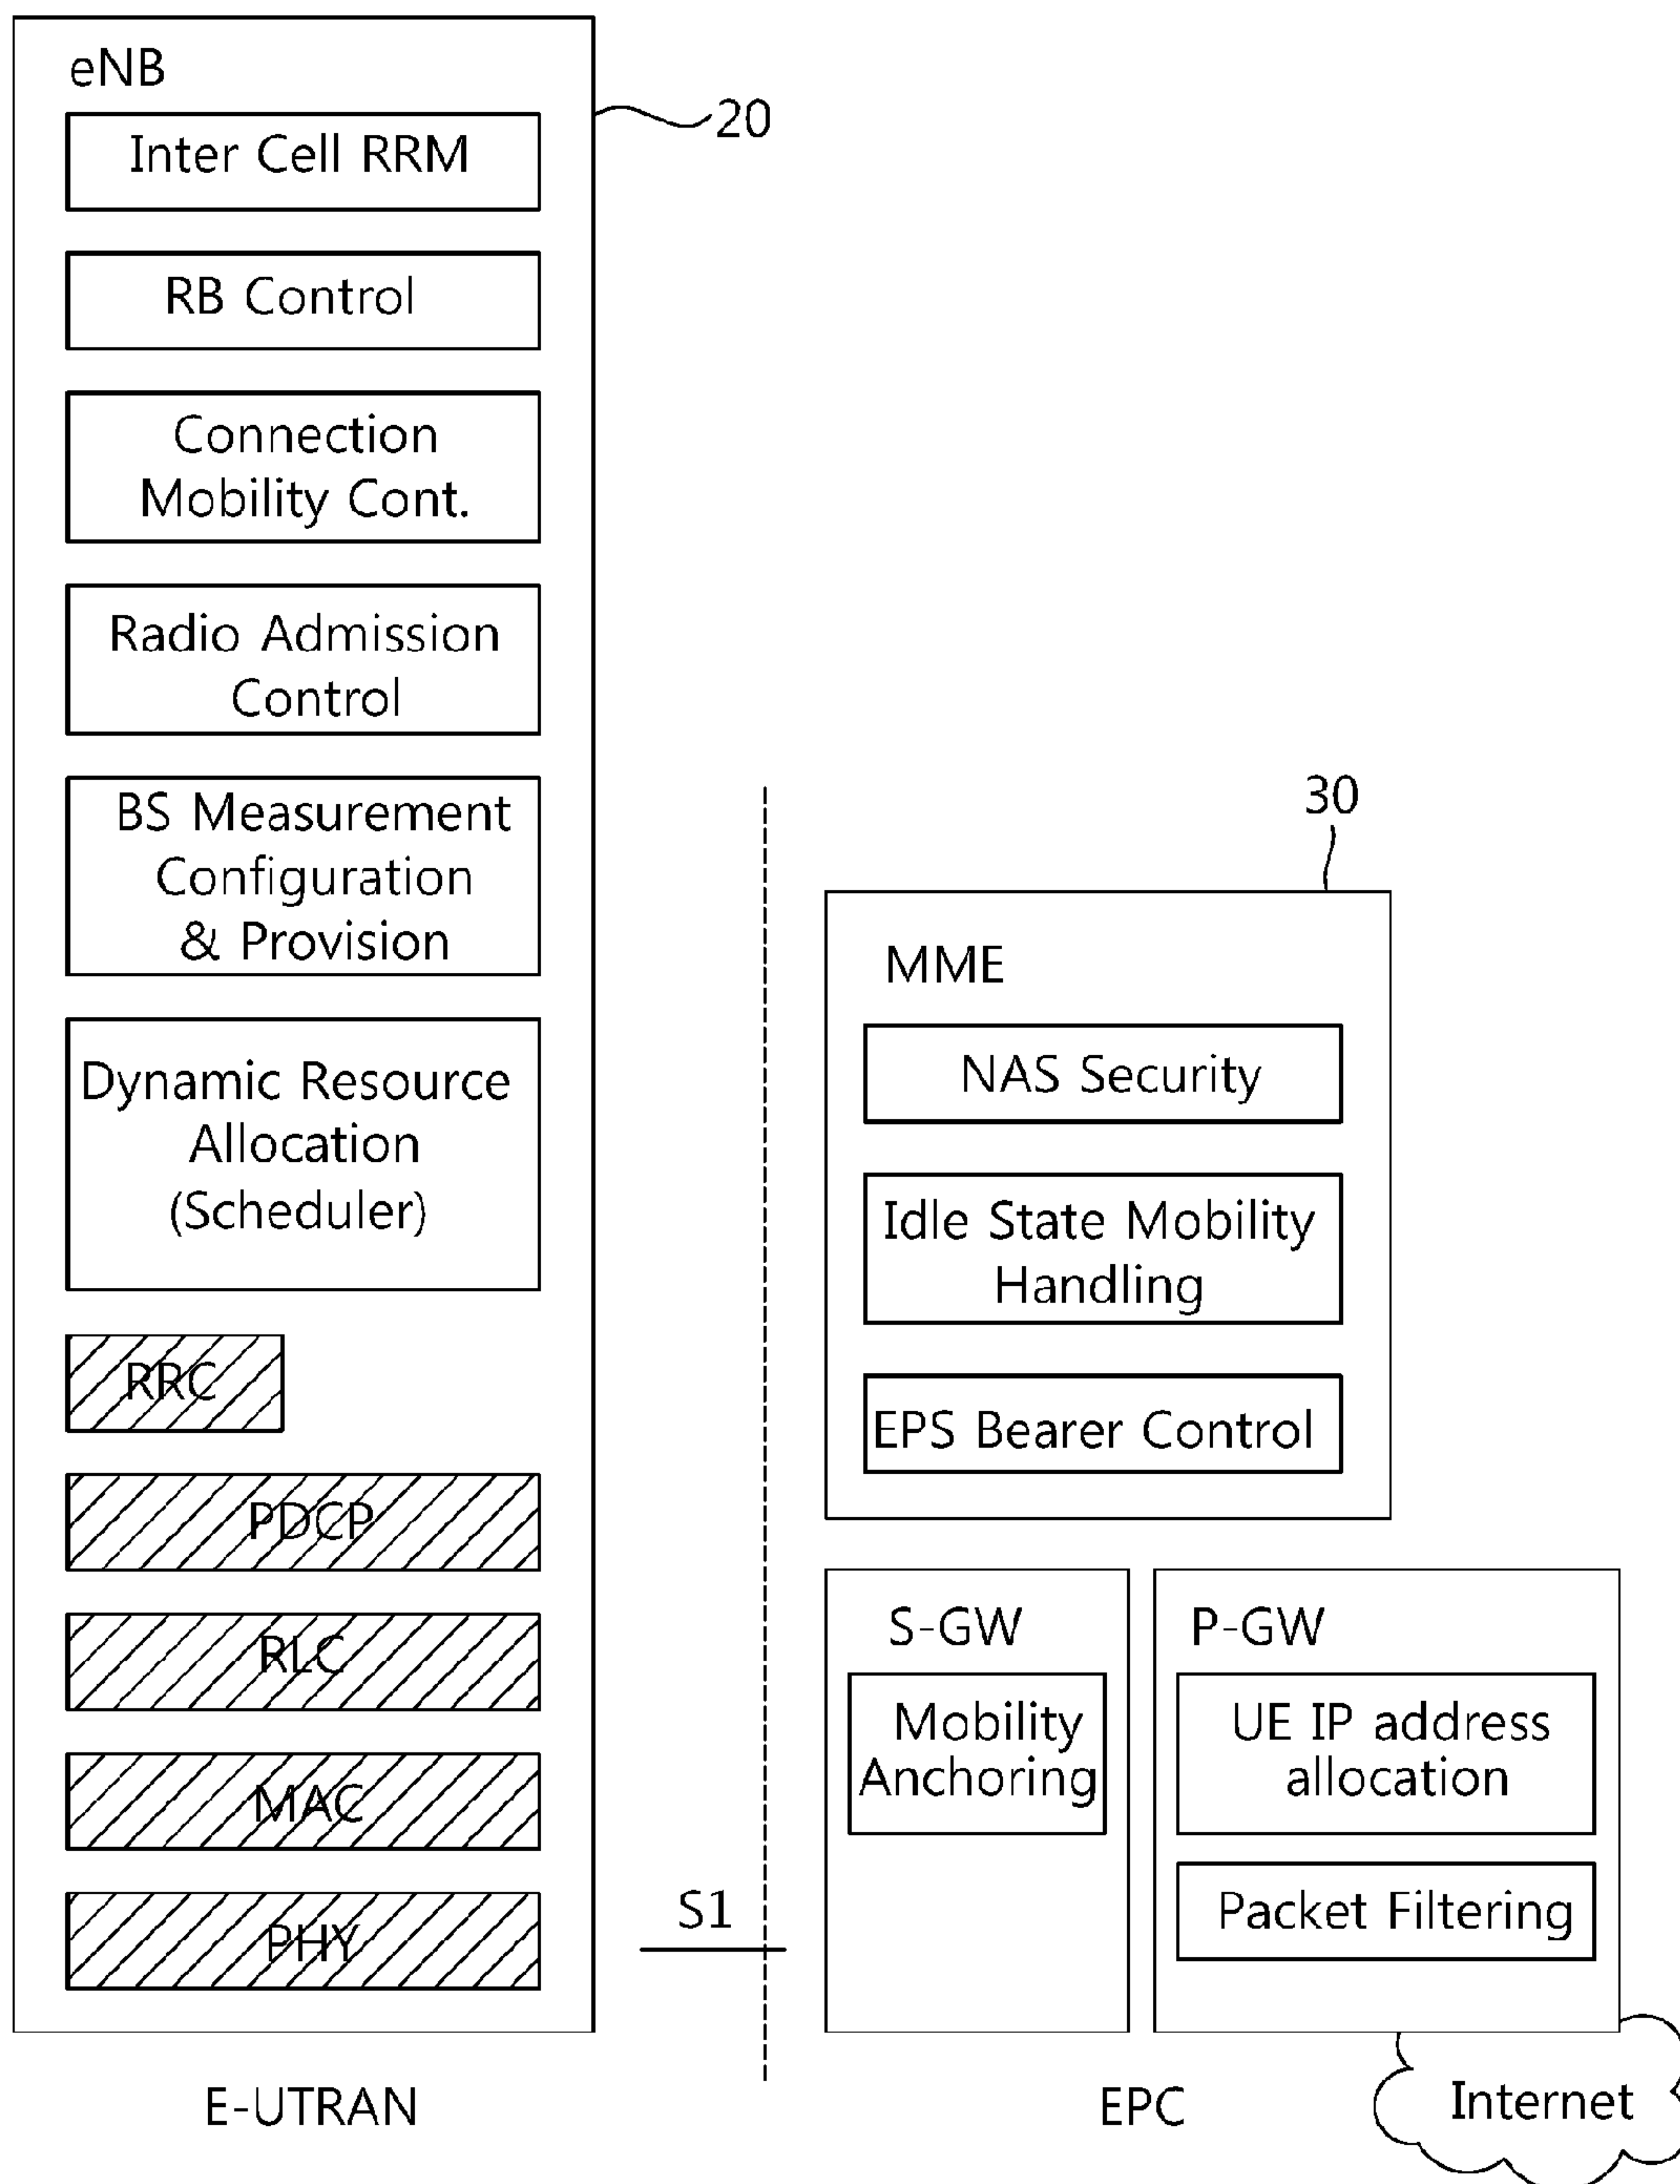 eNB
20
Inter Cell RRM
RB Control
Connection
Mobility Cont.
Radio Admission
Control
BS Measurement
Configuration
& Provision
Dynamic Resource
Allocation
(Scheduler)
RRC
PDCP
RLC
MAC
PHY
S1
E-UTRAN
30
MME
NAS Security
Idle State Mobility
Handling
EPS Bearer Control
S-GW
Mobility
Anchoring
P-GW
UE IP address
allocation
Packet Filtering
EPC
Internet